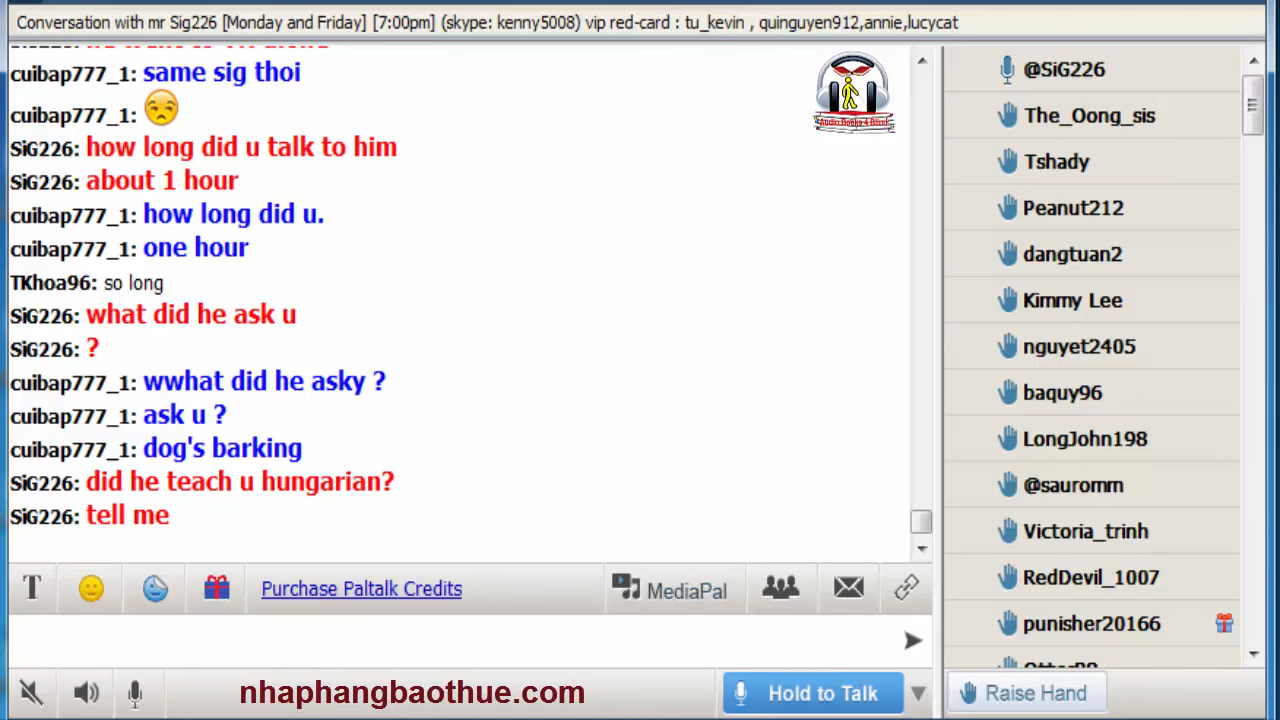 Conversation with mr Sig226 [Monday and Friday] [7:00pm] (skype: kenny5008) vip red-card : tu_kevin , quinguyen912,annie,lucycat
cuibap777_1: same sig thoi
cuibap777_1:
SiG226: how long did u talk to him
SiG226: about 1 hour
cuibap777_1: how long did u.
cuibap777_1: one hour
TKhoa96: so long
SiG226: what did he ask u
SiG226: ?
cuibap777_1: wwhat did he asky ?
cuibap777_1: ask u ?
cuibap777_1: dog's barking
SiG226: did he teach u hungarian?
SiG226: tell me
Audio Books 4 Blind
@SiG226
The_Oong_sis
Tshady
Peanut212
dangtuan2
Kimmy Lee
nguyet2405
baquy96
LongJohn198
@sauromm
Victoria_trinh
RedDevil_1007
punisher20166
T
Purchase Paltalk Credits
MediaPal
nhaphangbaothue.com
Hold to Talk
Raise Hand